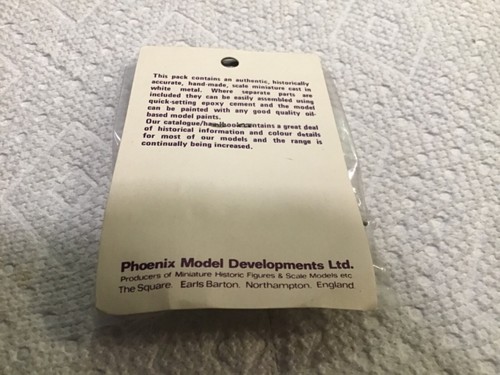 This pack contains an authentic, historically
accurate, hand-made, scale miniature cast in
white metal. Where separate parts are
included they can be easily assembled using
quick-setting epoxy cement and the model
can be painted with any good quality oil-
based model paints.
Our catalogue/handbook contains a great deal
of historical information and colour details
for most of our models and the range is
continually being increased.
Phoenix Model Developments Ltd.
Producers of Miniature Historic Figures & Scale Models etc
The Square. Earls Barton. Northampton. England